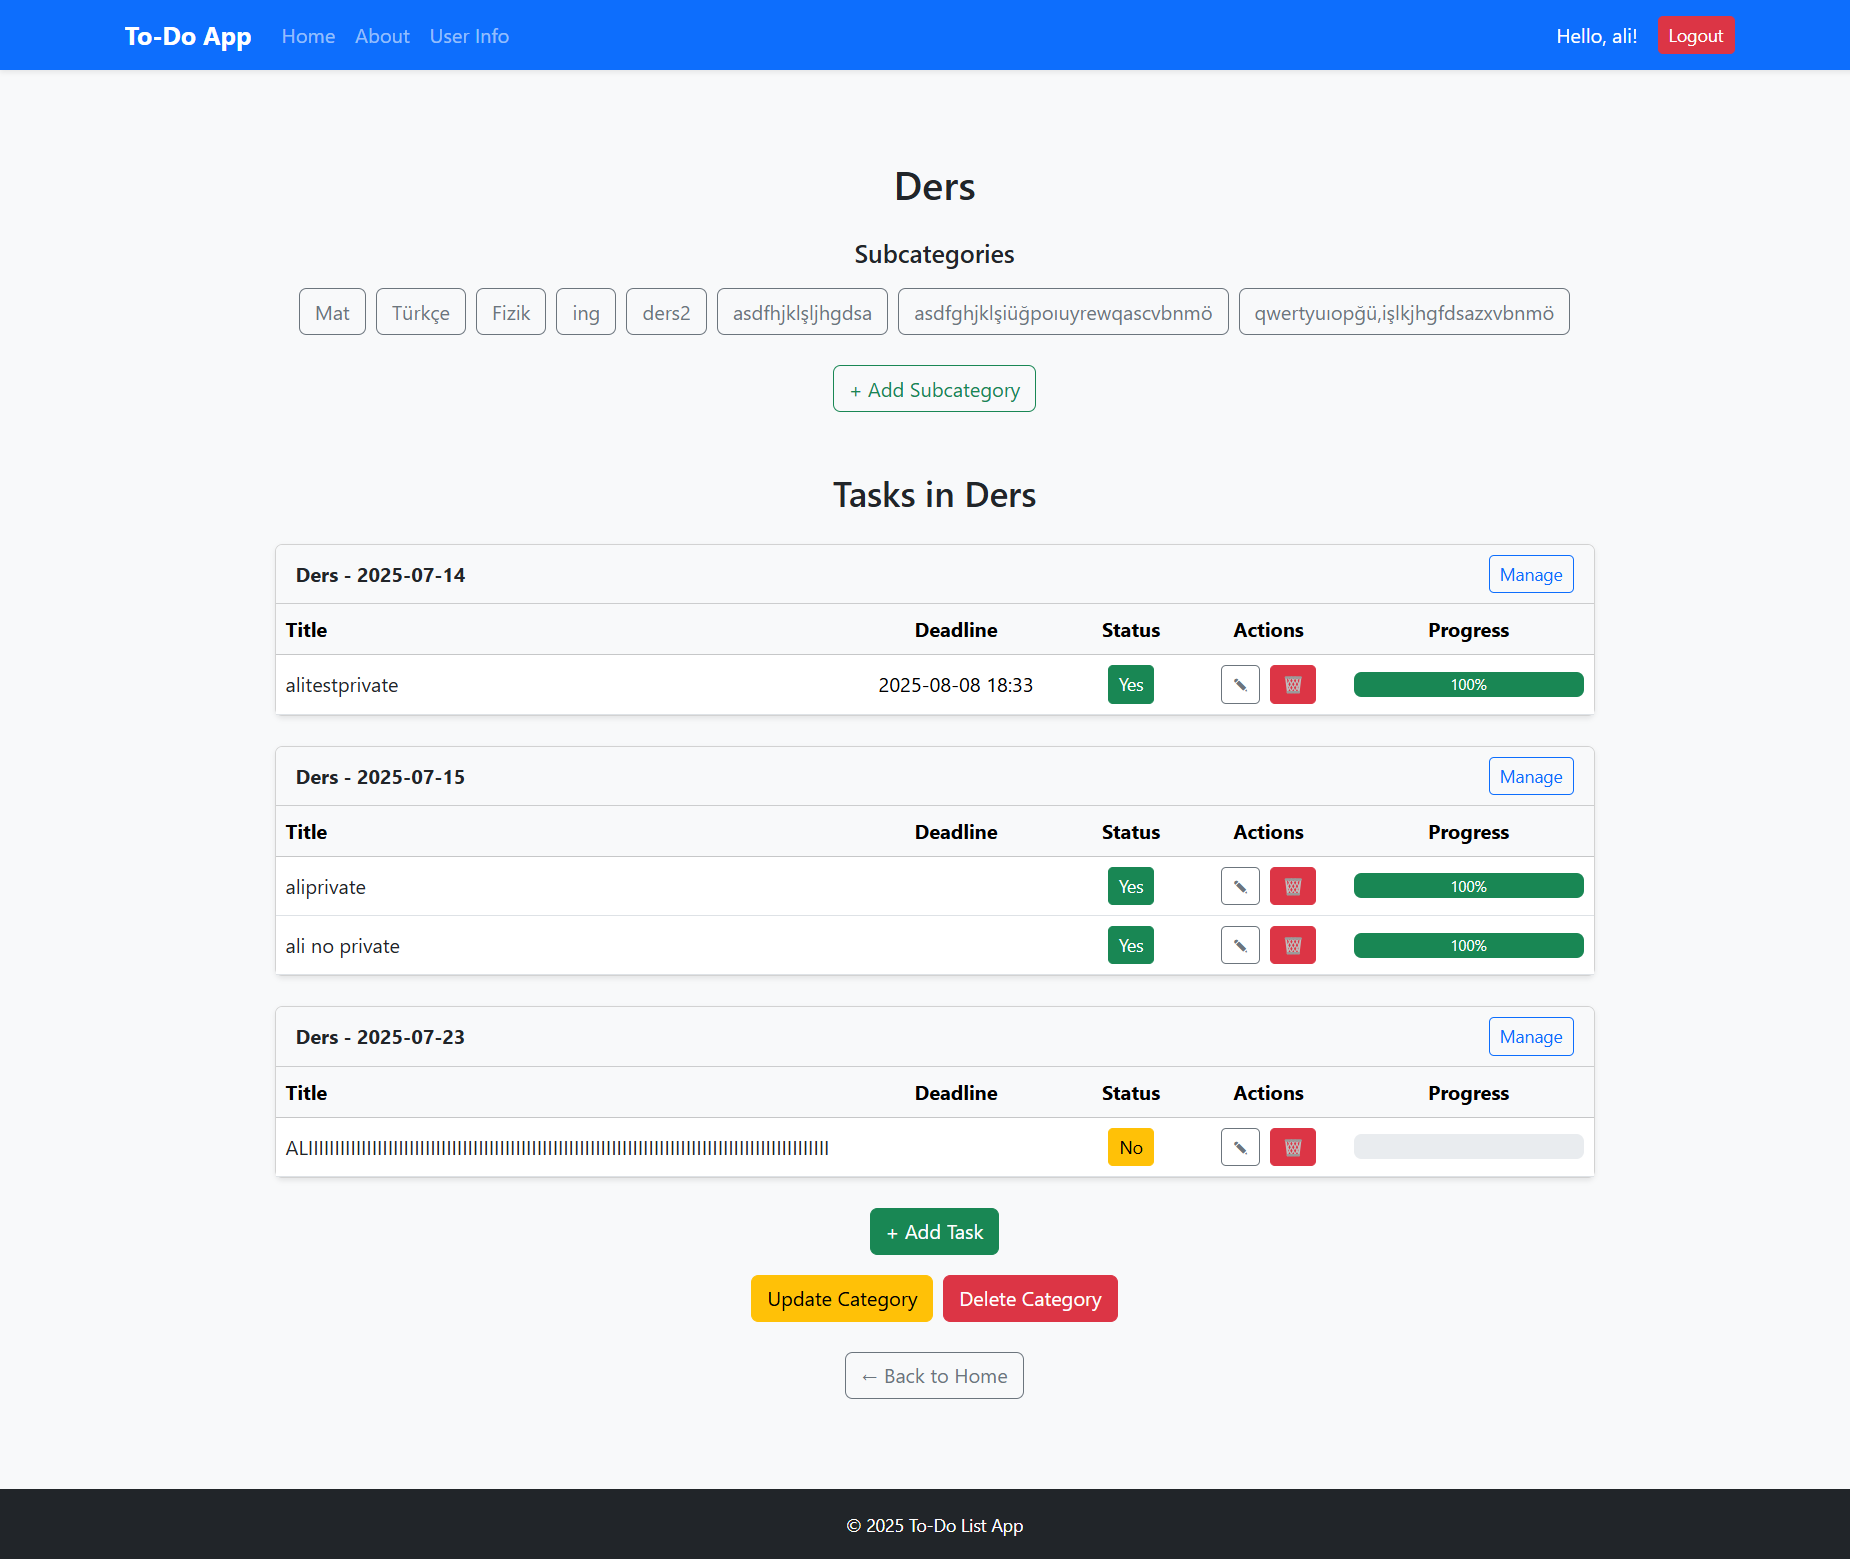 To-Do App Home About User Info Hello, ali! Logout
Ders
Subcategories
Mat Türkçe Fizik ing ders2 asdfhjklşljhgdsa asdfghjklşiüğpoıuyrewqascvbnmö qwertyuıopğü,işlkjhgfdsazxvbnmö
+ Add Subcategory
Tasks in Ders
Ders - 2025-07-14 Manage
Title Deadline Status Actions Progress
alitestprivate 2025-08-08 18:33 Yes 100%
Ders - 2025-07-15 Manage
Title Deadline Status Actions Progress
aliprivate Yes 100%
ali no private Yes 100%
Ders - 2025-07-23 Manage
Title Deadline Status Actions Progress
No
+ Add Task
Update Category Delete Category
← Back to Home
© 2025 To-Do List App